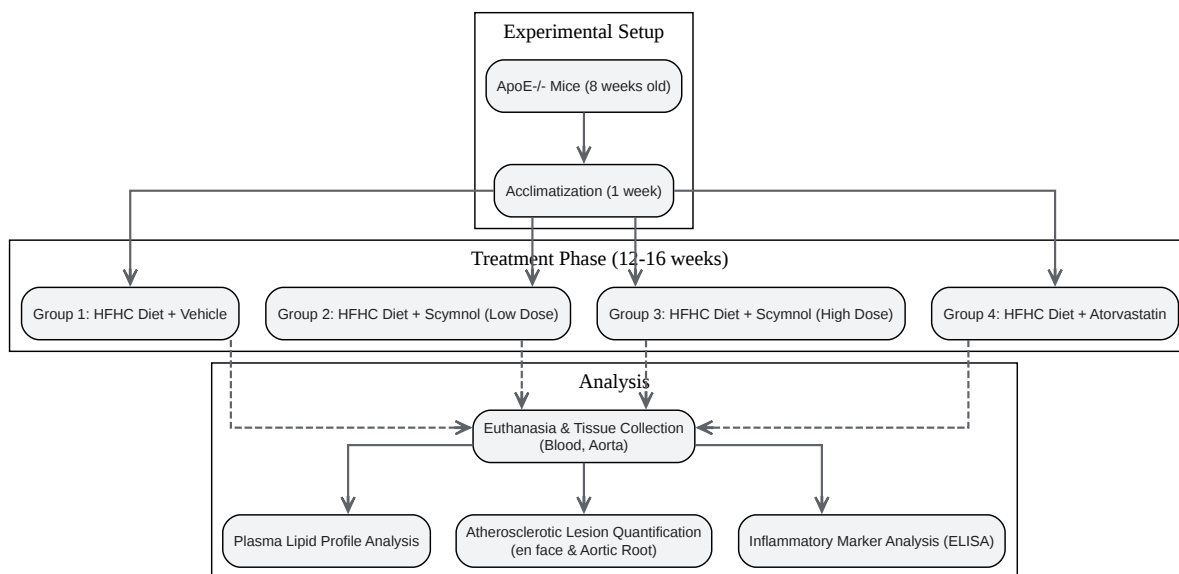 Experimental Setup
ApoE-/- Mice (8 weeks old)
Acclimatization (1 week)
Treatment Phase (12-16 weeks)
Group 1: HFHC Diet + Vehicle
Group 2: HFHC Diet + Scymnol (Low Dose)
Group 3: HFHC Diet + Scymnol (High Dose)
Group 4: HFHC Diet + Atorvastatin
Analysis
Euthanasia & Tissue Collection
(Blood, Aorta)
Plasma Lipid Profile Analysis
Atherosclerotic Lesion Quantification
(en face & Aortic Root)
Inflammatory Marker Analysis (ELISA)